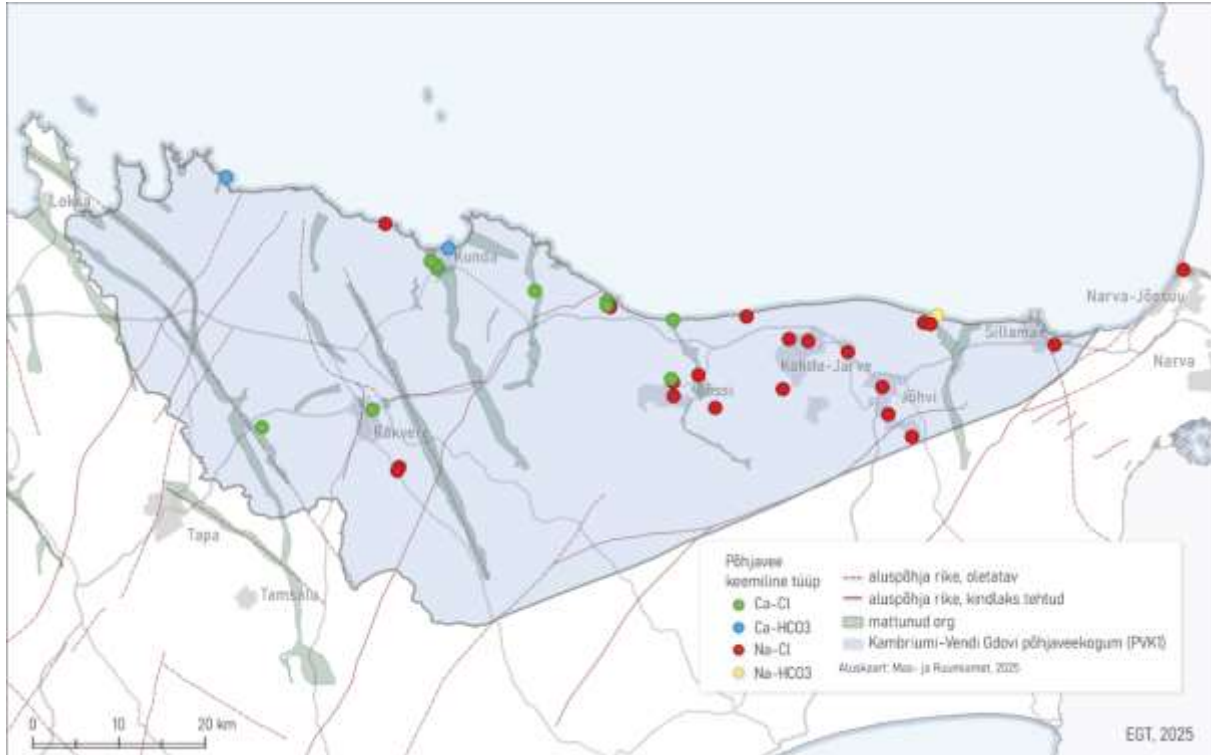 Loksa
Kunda
Narva-Jõesuu
Sillamäe
Narva
Kohtla-Järve
Jõhvi
Rakvere
Tapa
Tamsalu
Põhjavee
keemiline tüüp
Ca-Cl
Ca-HCO3
Na-Cl
Na-HCO3
aluspõhja rike, oletatav
aluspõhja rike, kindlaks tehtud
mattunud org
Kambriumi-Vendi Gdovi põhjaveekogum (PVK1)
Aluskaart: Maa- ja Ruumiamet, 2025
0 10 20 km
EGT, 2025